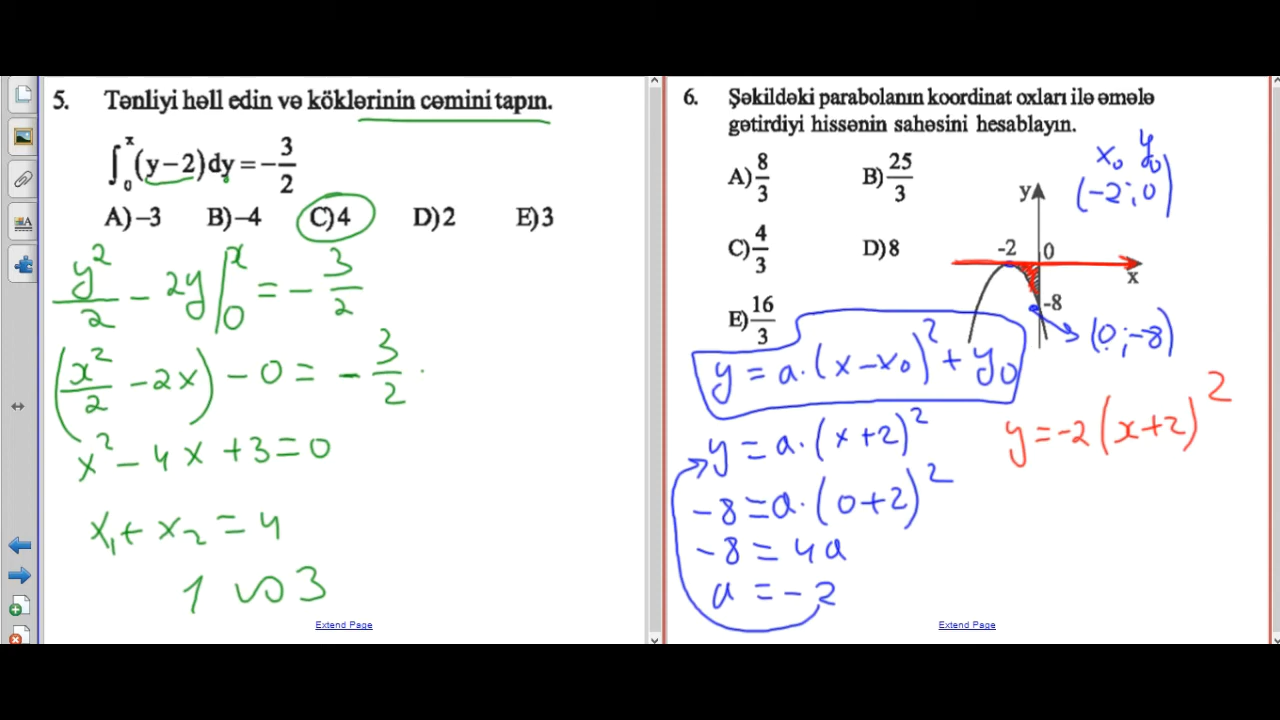 5. Tənliyi həll edin və köklərinin cəmini tapın.
∫₀ˣ (y−2)dy = −3/2
A) −3 B) −4 C) 4 D) 2 E) 3
y²/2 − 2y |₀ˣ = − 3/2
(x²/2 − 2x) − 0 = − 3/2 ·
x² − 4x + 3 = 0
x₁ + x₂ = 4
1 və 3
Extend Page
6. Şəkildəki parabolanın koordinat oxları ilə əmələ
gətirdiyi hissənin sahəsini hesablayın.
A) 8/3 B) 25/3
C) 4/3 D) 8
E) 16/3
x₀ y₀
(−2; 0)
y
-2 0
x
-8
(0; −8)
y = a·(x−x₀)² + y₀
y = a·(x+2)²
−8 = a·(0+2)²
−8 = 4a
a = −2
y = −2(x+2)²
Extend Page